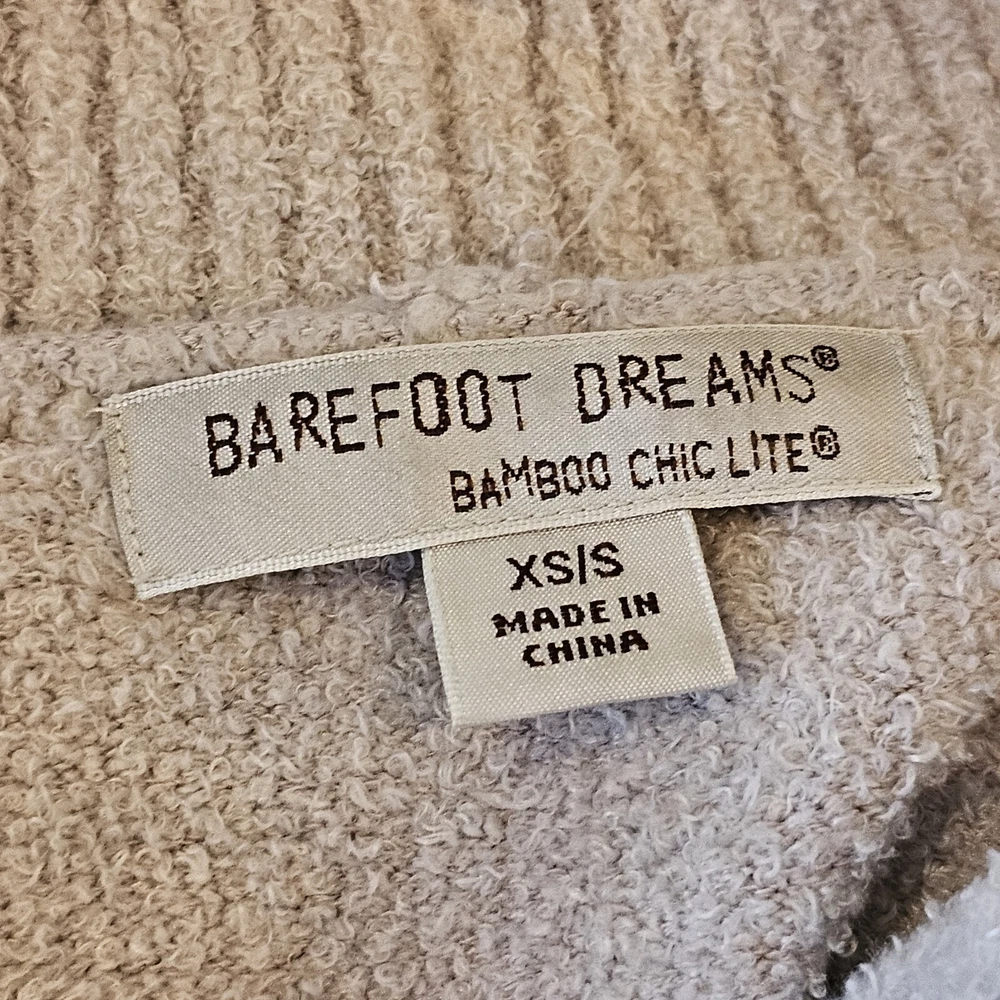 BAREFOOT DREAMS®
BAMBOO CHIC LITE®
XS/S
MADE IN
CHINA